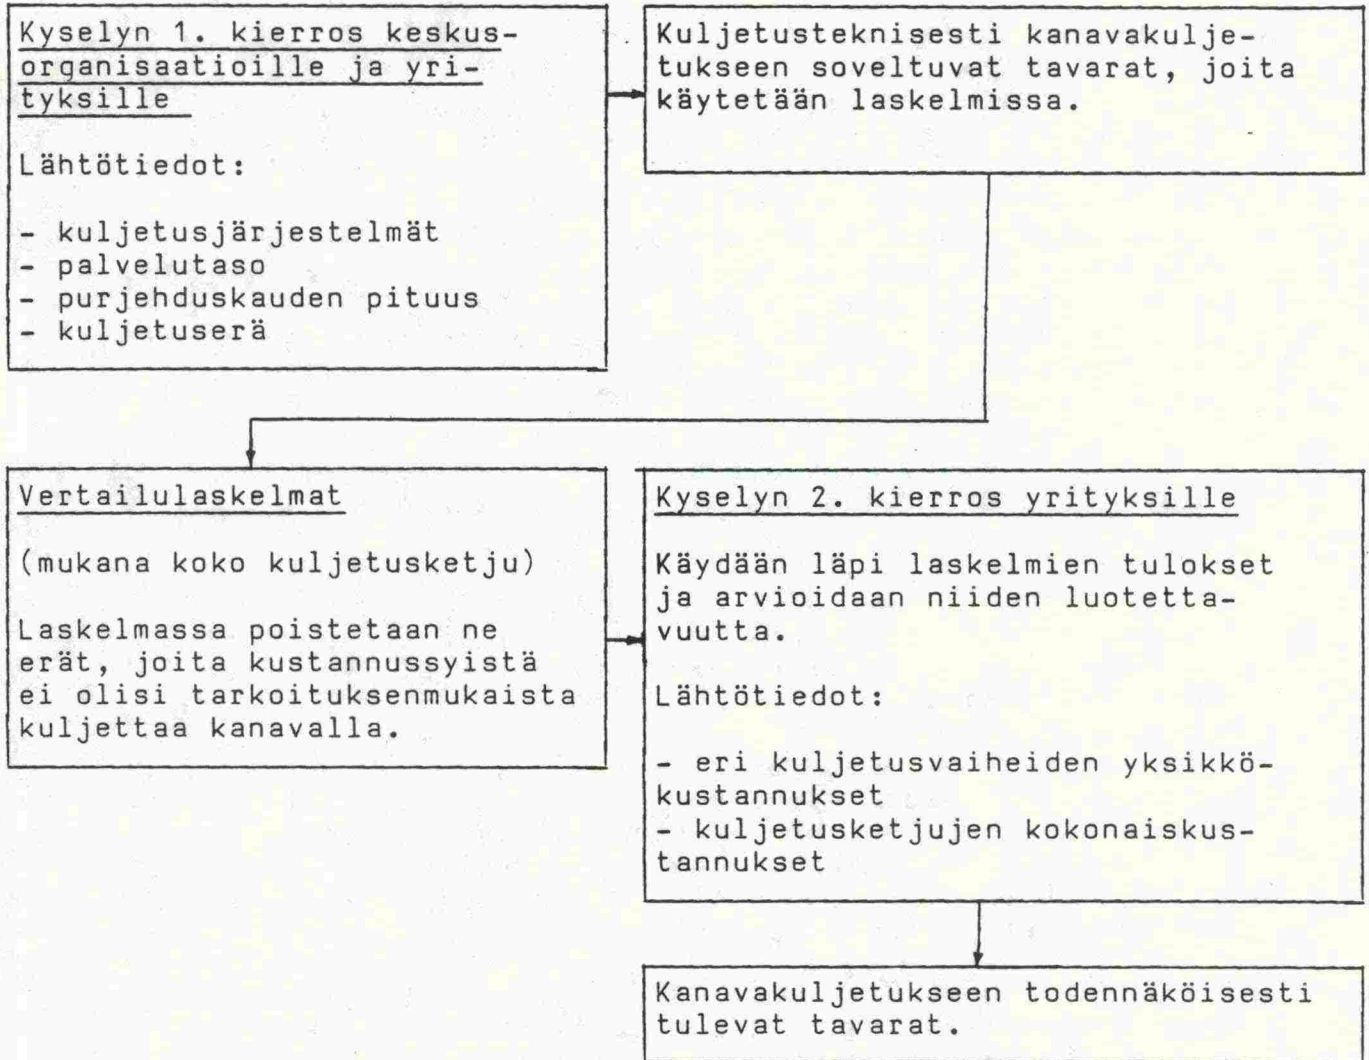 Kyselyn 1. kierros keskus-
organisaatioille ja yri-
tyksille
Lähtötiedot:
- kuljetusjärjestelmät
- palvelutaso
- purjehduskauden pituus
- kuljetuserä
Kuljetusteknisesti kanavakulje-
tukseen soveltuvat tavarat, joita
käytetään laskelmissa.
Vertailulaskelmat
(mukana koko kuljetusketju)
Laskelmassa poistetaan ne
erät, joita kustannussyistä
ei olisi tarkoituksenmukaista
kuljettaa kanavalla.
Kyselyn 2. kierros yrityksille
Käydään läpi laskelmien tulokset
ja arvioidaan niiden luotetta-
vuutta.
Lähtötiedot:
- eri kuljetusvaiheiden yksikkö-
kustannukset
- kuljetusketjujen kokonaiskus-
tannukset
Kanavakuljetukseen todennäköisesti
tulevat tavarat.